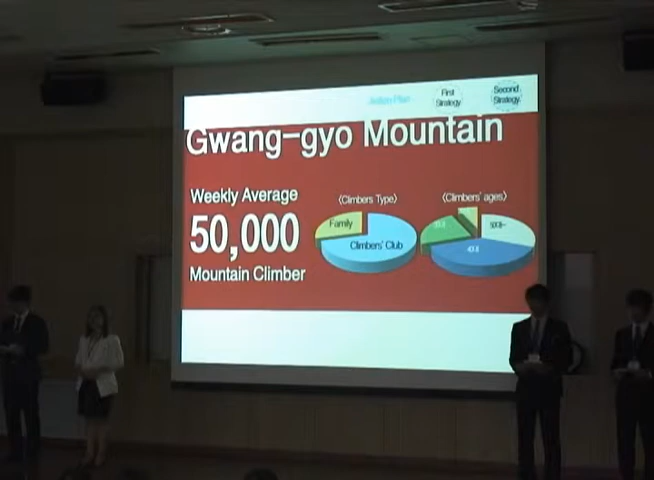 Action Plan
First
Strategy
Second
Strategy
Gwang-gyo Mountain
Weekly Average
50,000
Mountain Climber
<Climbers Type>
Family
Climbers' Club
<Climbers' ages>